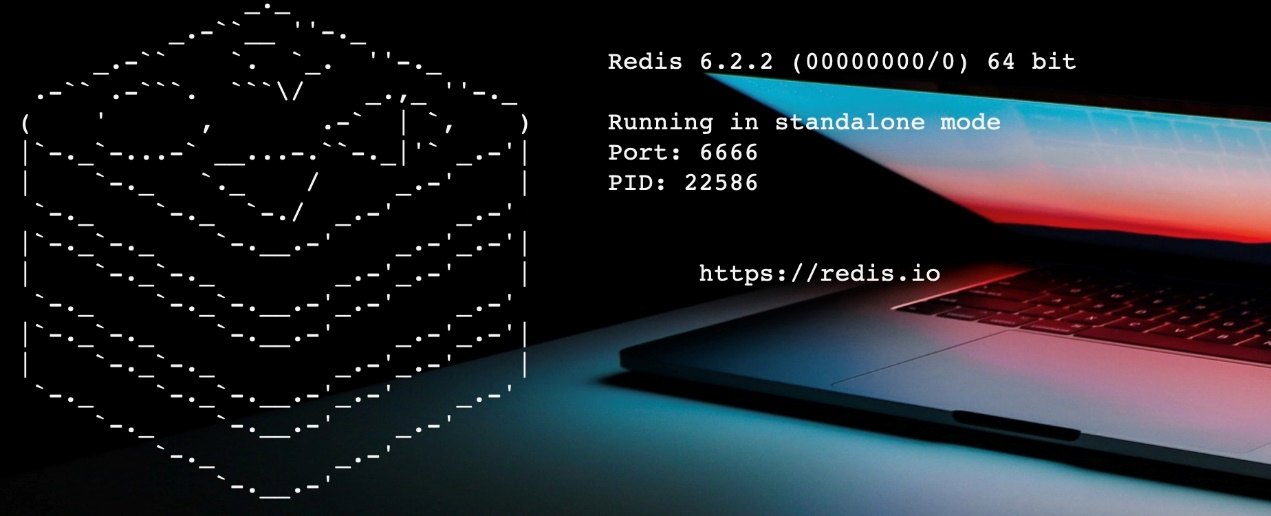 Redis 6.2.2 (00000000/0) 64 bit
Running in standalone mode
Port: 6666
PID: 22586
https://redis.io